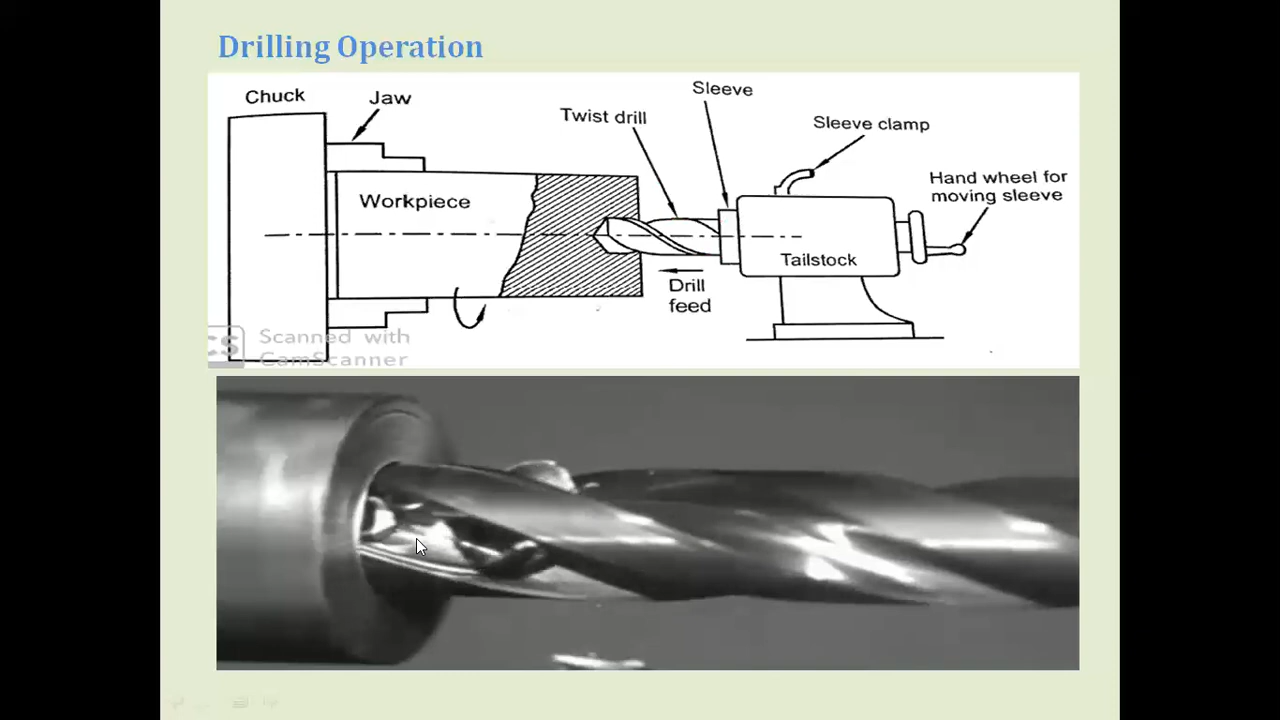 Drilling Operation
Chuck
Jaw
Twist drill
Sleeve
Sleeve clamp
Hand wheel for
moving sleeve
Workpiece
Tailstock
Drill
feed
CS
Scanned with
CamScanner